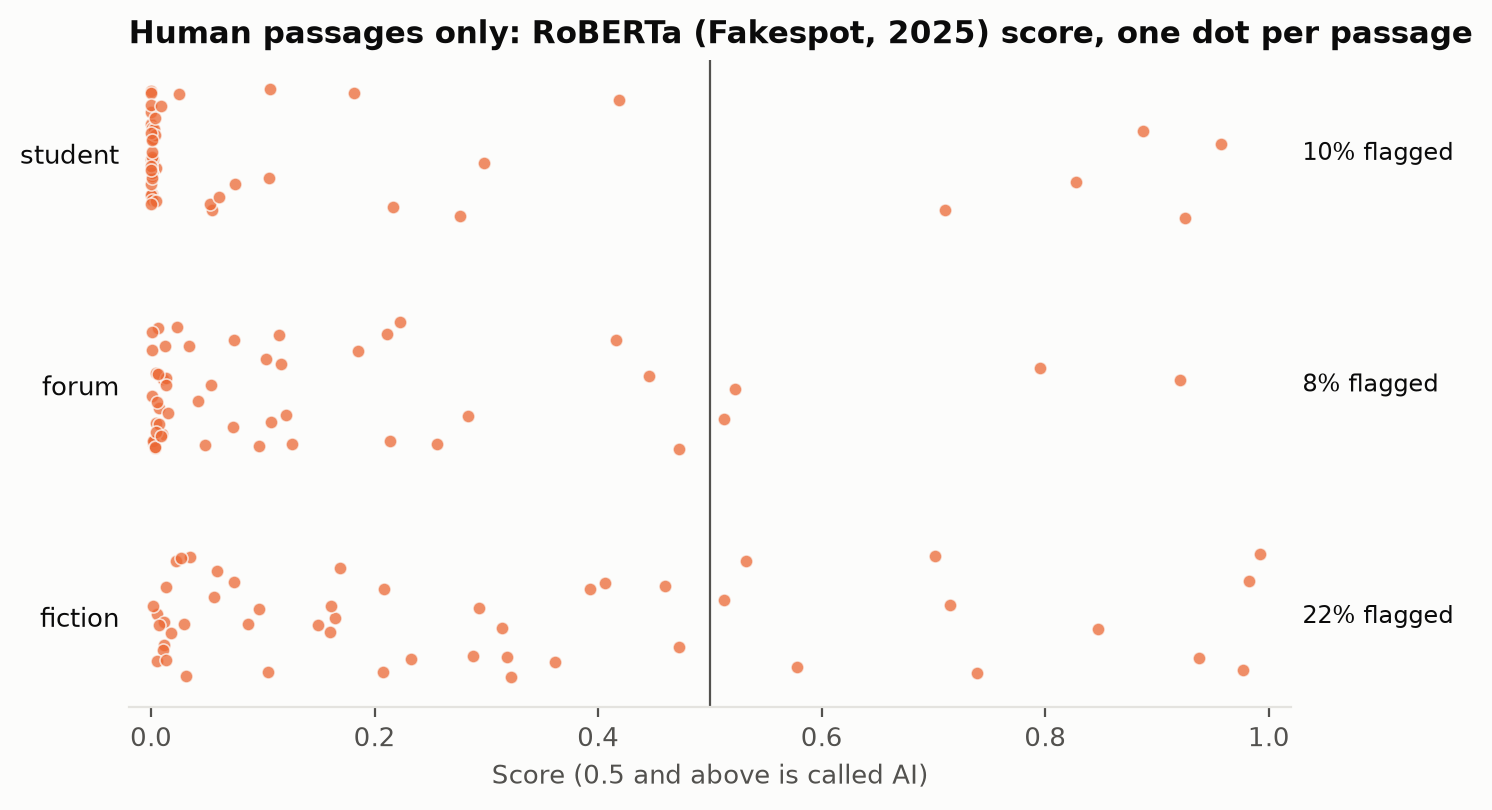 Human passages only: RoBERTa (Fakespot, 2025) score, one dot per passage
student
10% flagged
forum
8% flagged
fiction
22% flagged
0.0 0.2 0.4 0.6 0.8 1.0
Score (0.5 and above is called AI)